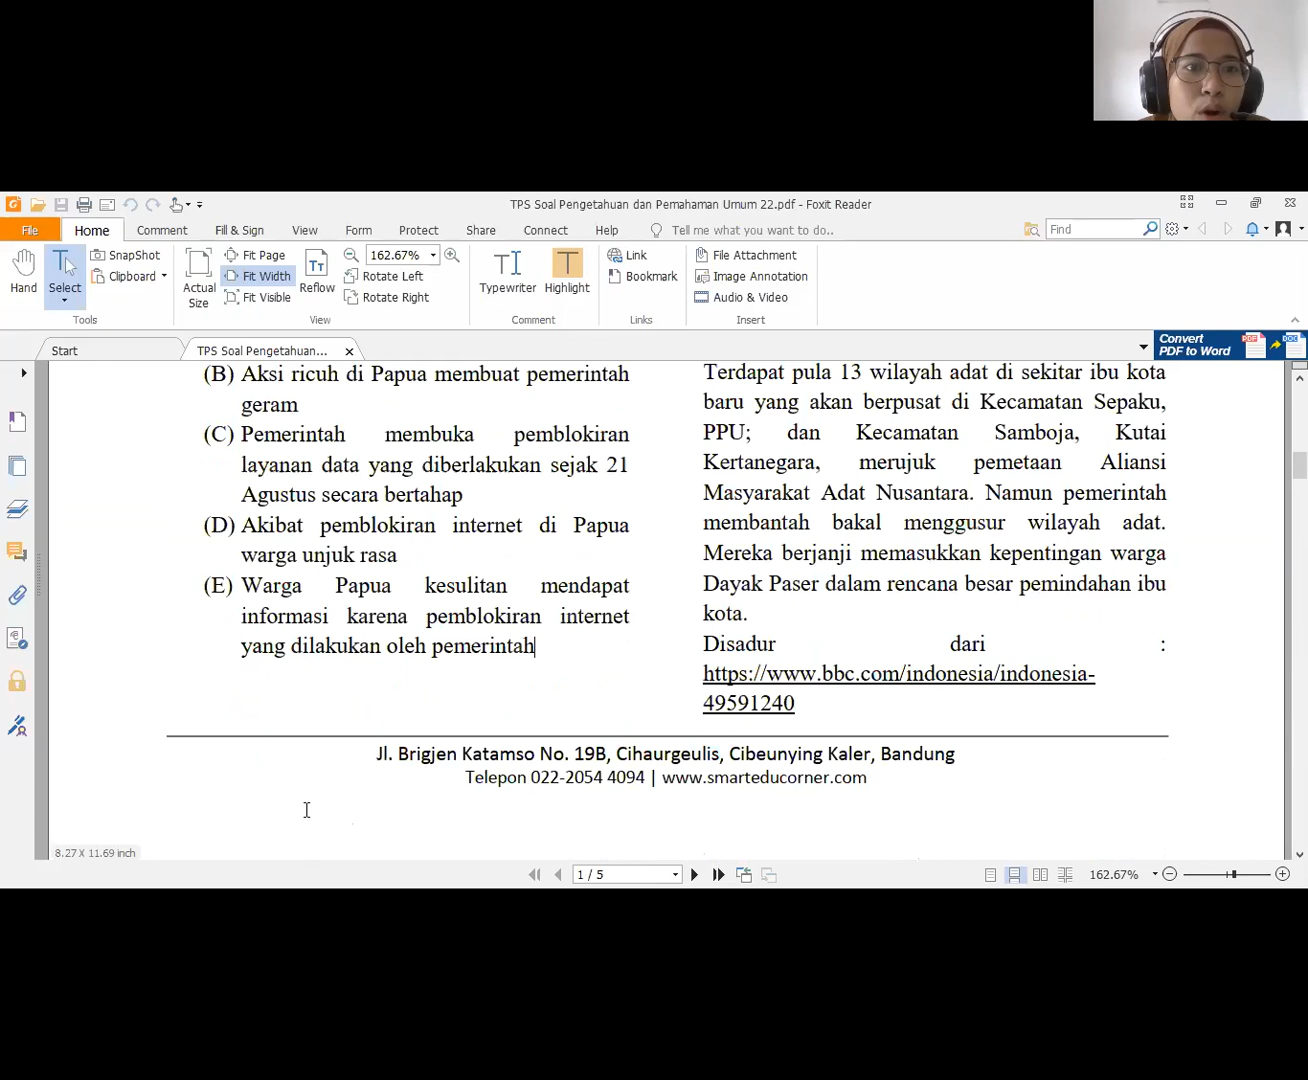 TPS Soal Pengetahuan dan Pemahaman Umum 22.pdf - Foxit Reader
File Home Comment Fill & Sign View Form Protect Share Connect Help Tell me what you want to do.. Find
Hand
Select
SnapShot
Clipboard
Tools
Actual Size
Fit Page
Fit Width
Fit Visible
Reflow
162.67%
Rotate Left
Rotate Right
View
Typewriter
Highlight
Comment
Link
Bookmark
Links
File Attachment
Image Annotation
Audio & Video
Insert
Start
TPS Soal Pengetahuan...
Convert
PDF to Word
PDF
DOC
(B) Aksi ricuh di Papua membuat pemerintah
geram
(C) Pemerintah membuka pemblokiran
layanan data yang diberlakukan sejak 21
Agustus secara bertahap
(D) Akibat pemblokiran internet di Papua
warga unjuk rasa
(E) Warga Papua kesulitan mendapat
informasi karena pemblokiran internet
yang dilakukan oleh pemerintah
Terdapat pula 13 wilayah adat di sekitar ibu kota
baru yang akan berpusat di Kecamatan Sepaku,
PPU; dan Kecamatan Samboja, Kutai
Kertanegara, merujuk pemetaan Aliansi
Masyarakat Adat Nusantara. Namun pemerintah
membantah bakal menggusur wilayah adat.
Mereka berjanji memasukkan kepentingan warga
Dayak Paser dalam rencana besar pemindahan ibu
kota.
Disadur dari :
https://www.bbc.com/indonesia/indonesia-
49591240
Jl. Brigjen Katamso No. 19B, Cihaurgeulis, Cibeunying Kaler, Bandung
Telepon 022-2054 4094 | www.smarteducorner.com
8.27 X 11.69 inch
1 / 5
162.67%